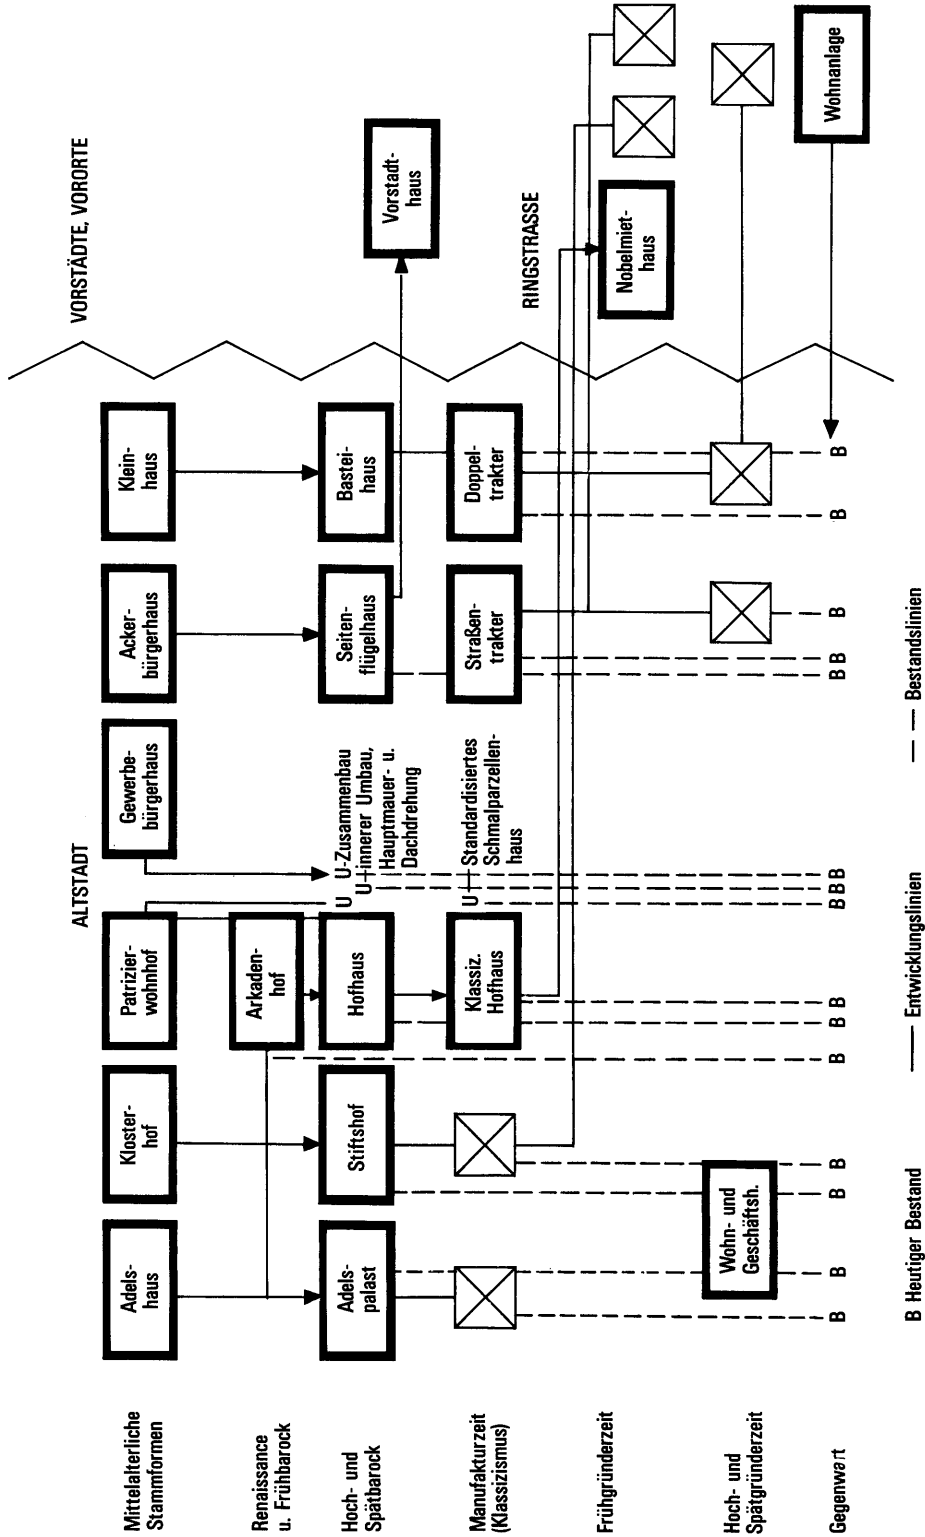 ALTSTADT
VORSTÄDTE, VORORTE
Mittelalterliche
Stammformen
Adels-
haus
Kloster-
hof
Patrizier-
wohnhof
Gewerbe-
bürgerhaus
Acker-
bürgerhaus
Klein-
haus
Renaissance
u. Frühbarock
Arkaden-
hof
Hoch- und
Spätbarock
Adels-
palast
Stiftshof
Hofhaus
U
U-Zusammenbau
U-innerer Umbau,
Hauptmauer- u.
Dachdrehung
Seiten-
flügelhaus
Bastei-
haus
Vorstadt-
haus
Manufakturzeit
(Klassizismus)
Klassiz.
Hofhaus
U-Standardisiertes
Schmalparzellen-
haus
Straßen-
trakter
Doppel-
trakter
RINGSTRASSE
Frühgründerzeit
Nobelmiet-
haus
Hoch- und
Spätgründerzeit
Wohn- und
Geschäftsh.
Wohnanlage
Gegenwart
B B B B B B B BBB BB B B B
B Heutiger Bestand
Entwicklungslinien
Bestandslinien